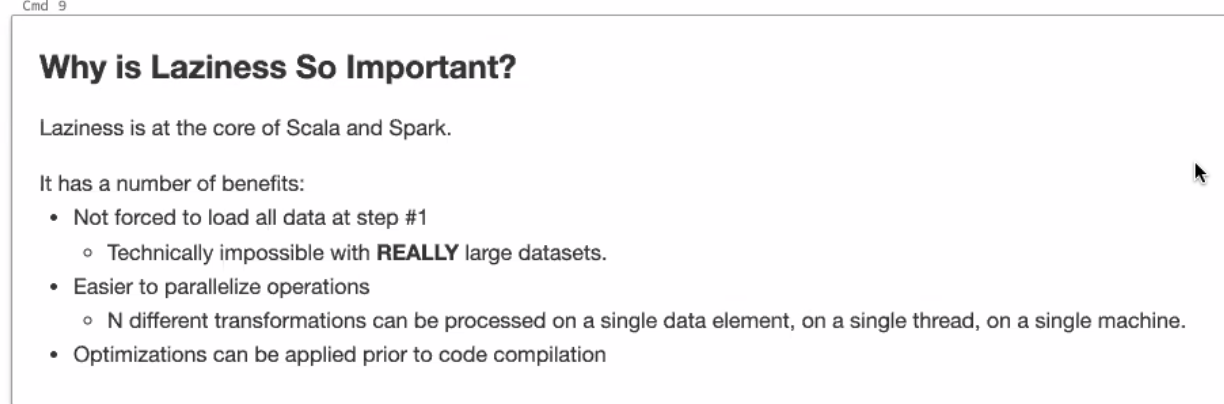 Cmd 9
Why is Laziness So Important?
Laziness is at the core of Scala and Spark.
It has a number of benefits:
• Not forced to load all data at step #1
◦ Technically impossible with REALLY large datasets.
• Easier to parallelize operations
◦ N different transformations can be processed on a single data element, on a single thread, on a single machine.
• Optimizations can be applied prior to code compilation